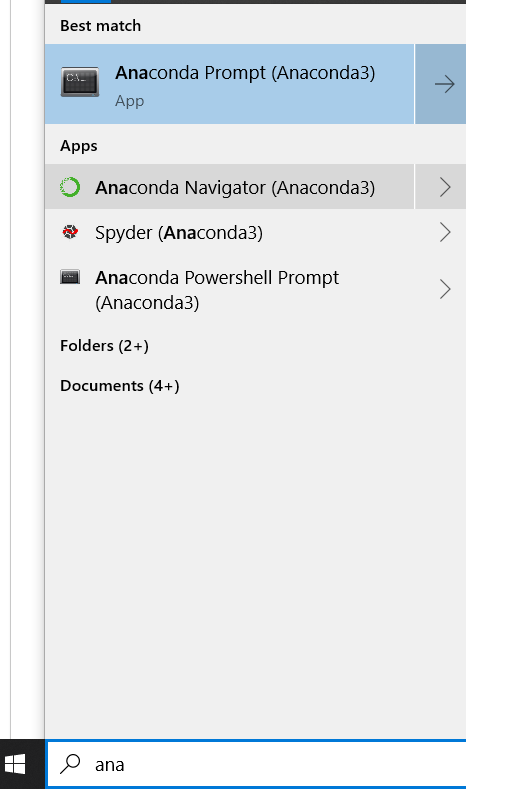 Best match
Anaconda Prompt (Anaconda3)
App
Apps
Anaconda Navigator (Anaconda3)
Spyder (Anaconda3)
Anaconda Powershell Prompt
(Anaconda3)
Folders (2+)
Documents (4+)
ana